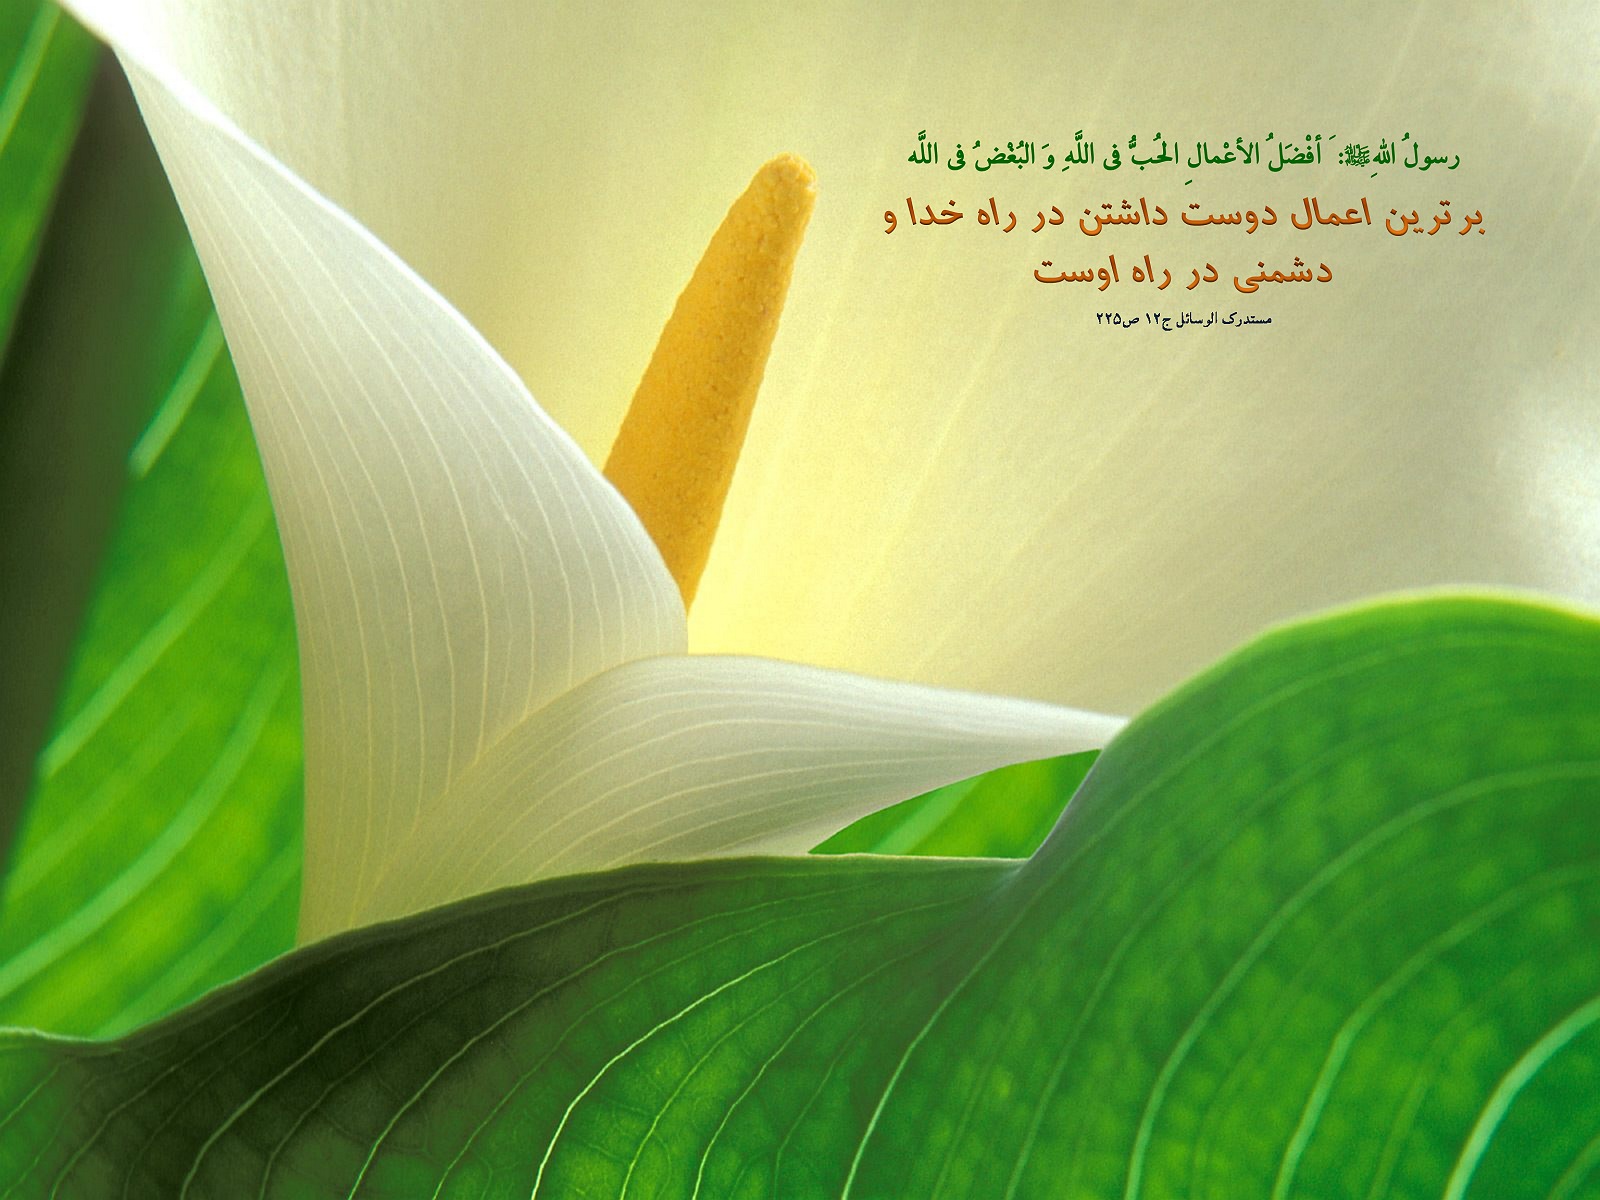 رسولُ اللهِ ﷺ: أفْضَلُ الأعْمالِ الحُبُّ فی اللَّهِ وَ البُغْضُ فی اللَّه
برترین اعمال دوست داشتن در راه خدا و
دشمنی در راه اوست
مستدرک الوسائل ج۱۲ ص۲۲۵